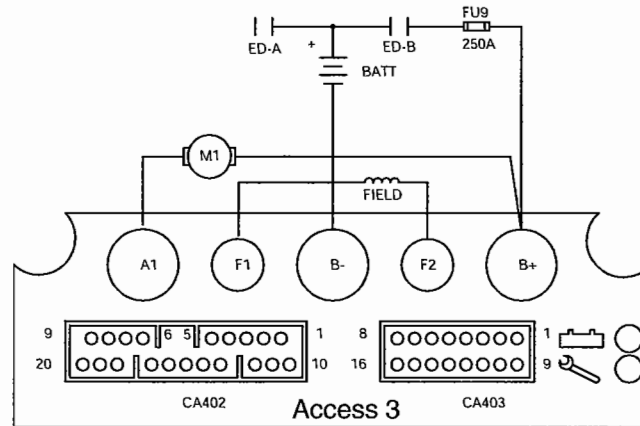 FU9
ED-A + ED-B 250A
BATT
M1
FIELD
A1 F1 B- F2 B+
9 6 5 1 8 1
20 10 16 9
CA402 Access 3 CA403